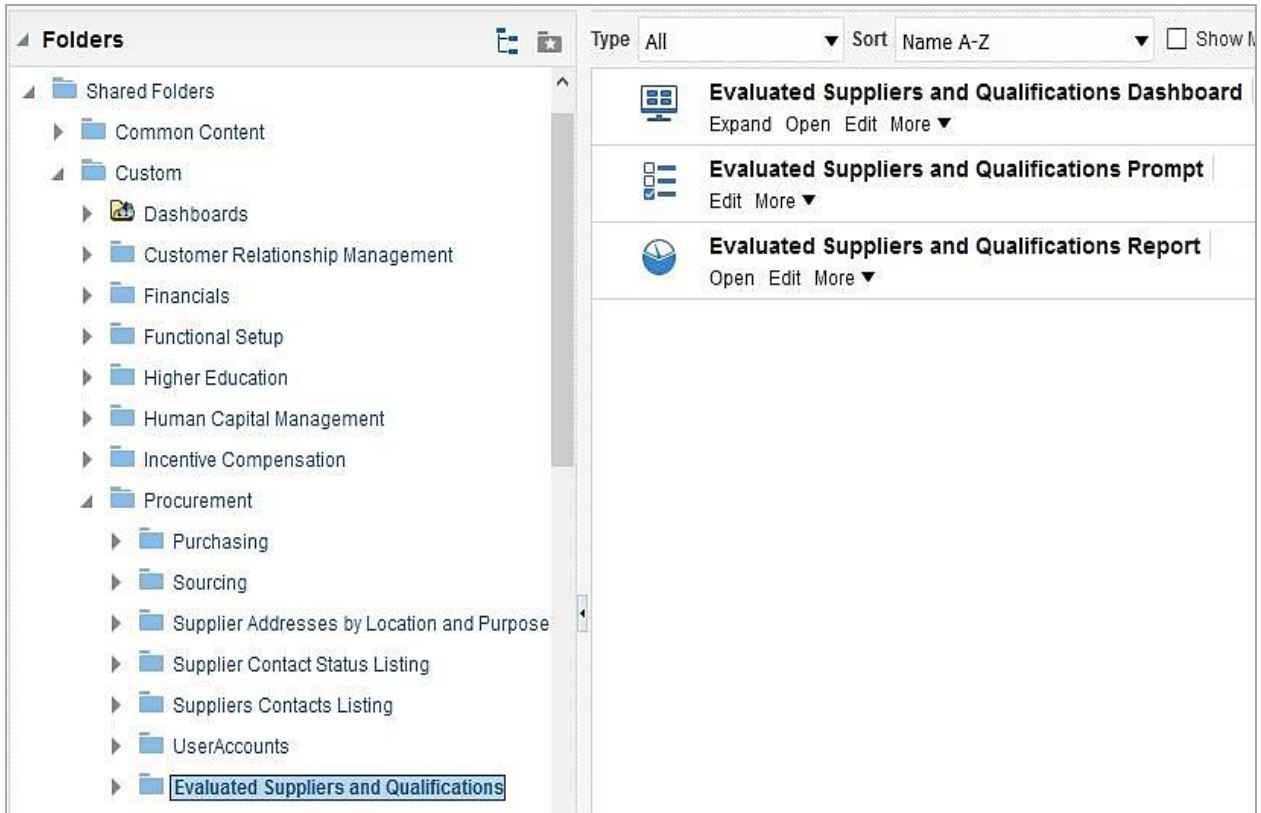 Folders
Shared Folders
Common Content
Custom
Dashboards
Customer Relationship Management
Financials
Functional Setup
Higher Education
Human Capital Management
Incentive Compensation
Procurement
Purchasing
Sourcing
Supplier Addresses by Location and Purpose
Supplier Contact Status Listing
Suppliers Contacts Listing
UserAccounts
Evaluated Suppliers and Qualifications
Type All Sort Name A-Z Show
Evaluated Suppliers and Qualifications Dashboard
Expand Open Edit More
Evaluated Suppliers and Qualifications Prompt
Edit More
Evaluated Suppliers and Qualifications Report
Open Edit More